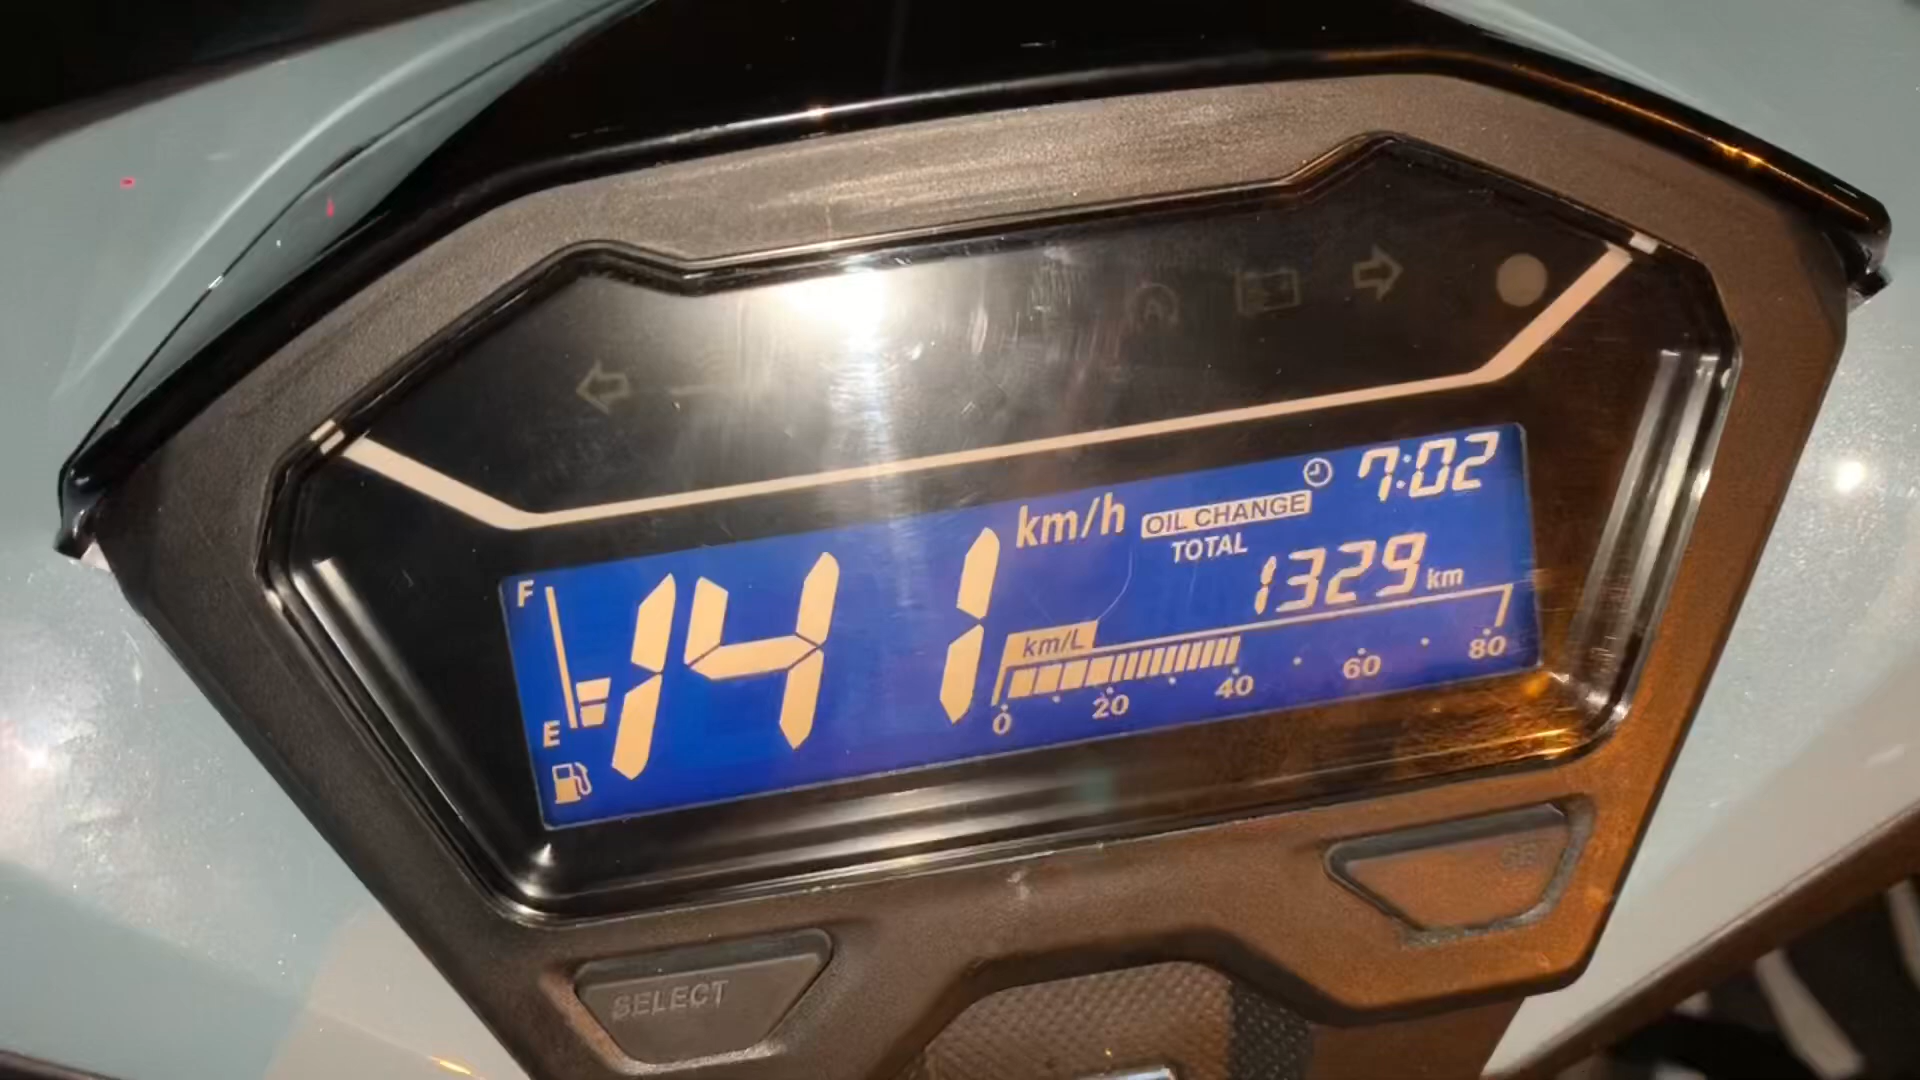 7:02
km/h OIL CHANGE
TOTAL
1329 km
F
141
km/L
E
0 20 40 60 80
SELECT